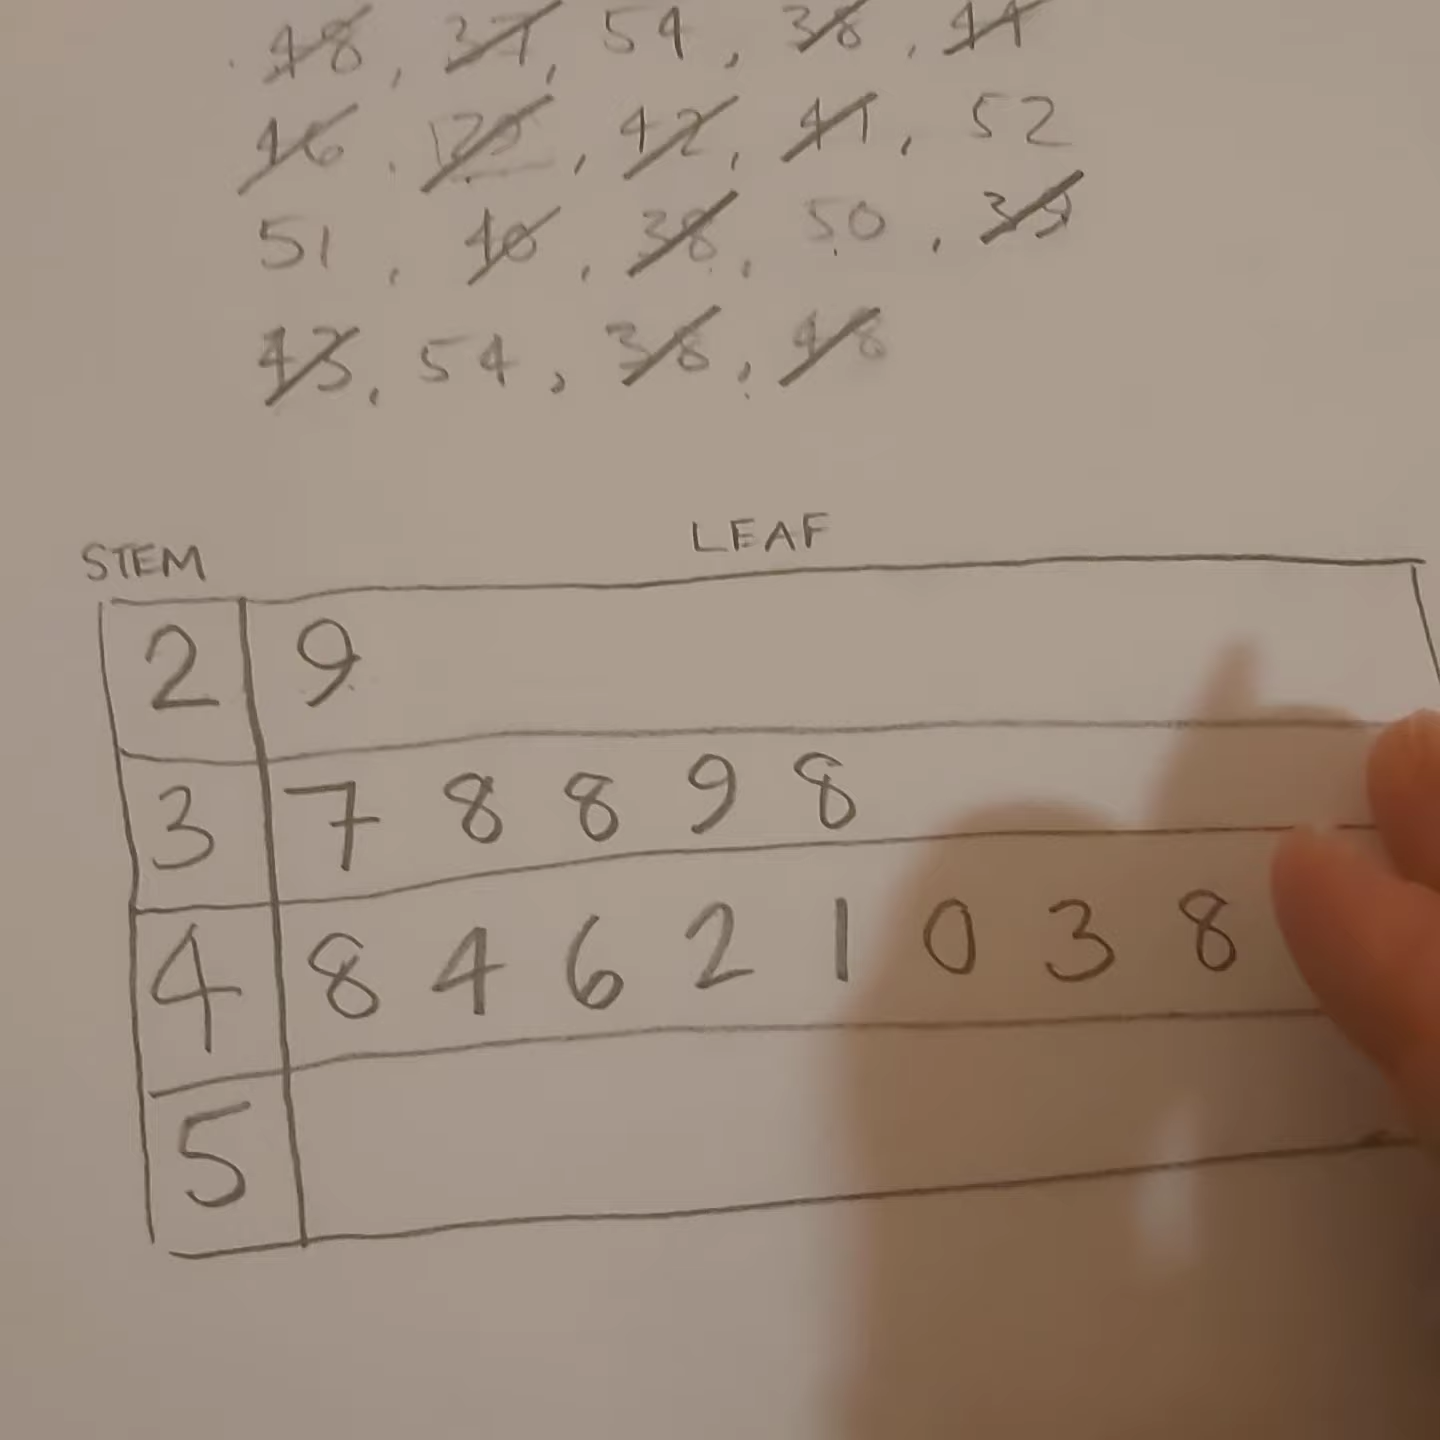 48, 37, 54, 38, 44
46, 29, 42, 41, 52
51, 40, 38, 50, 39
43, 54, 38, 48
STEM LEAF
2 9
3 7 8 8 9 8
4 8 4 6 2 1 0 3 8
5